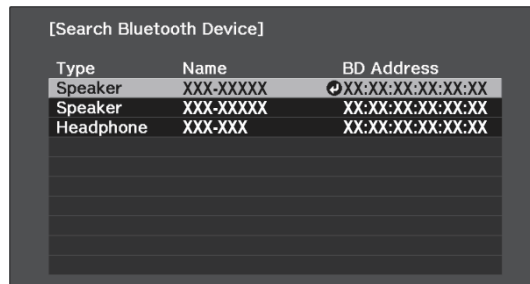 [Search Bluetooth Device]
Type Name BD Address
Speaker XXX-XXXXX XX:XX:XX:XX:XX:XX
Speaker XXX-XXXXX XX:XX:XX:XX:XX:XX
Headphone XXX-XXX XX:XX:XX:XX:XX:XX